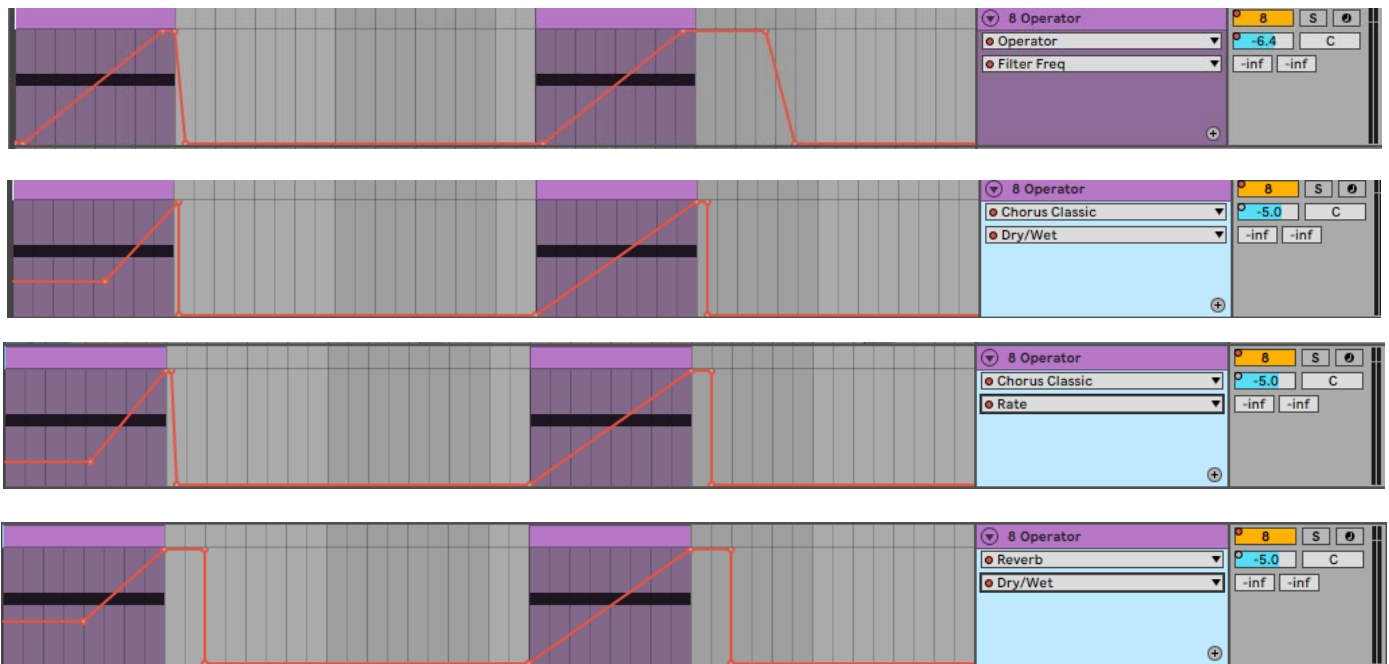 8 Operator 8 S
Operator -6.4 C
Filter Freq -inf -inf
8 Operator 8 S
Chorus Classic -5.0 C
Dry/Wet -inf -inf
8 Operator 8 S
Chorus Classic -5.0 C
Rate -inf -inf
8 Operator 8 S
Reverb -5.0 C
Dry/Wet -inf -inf